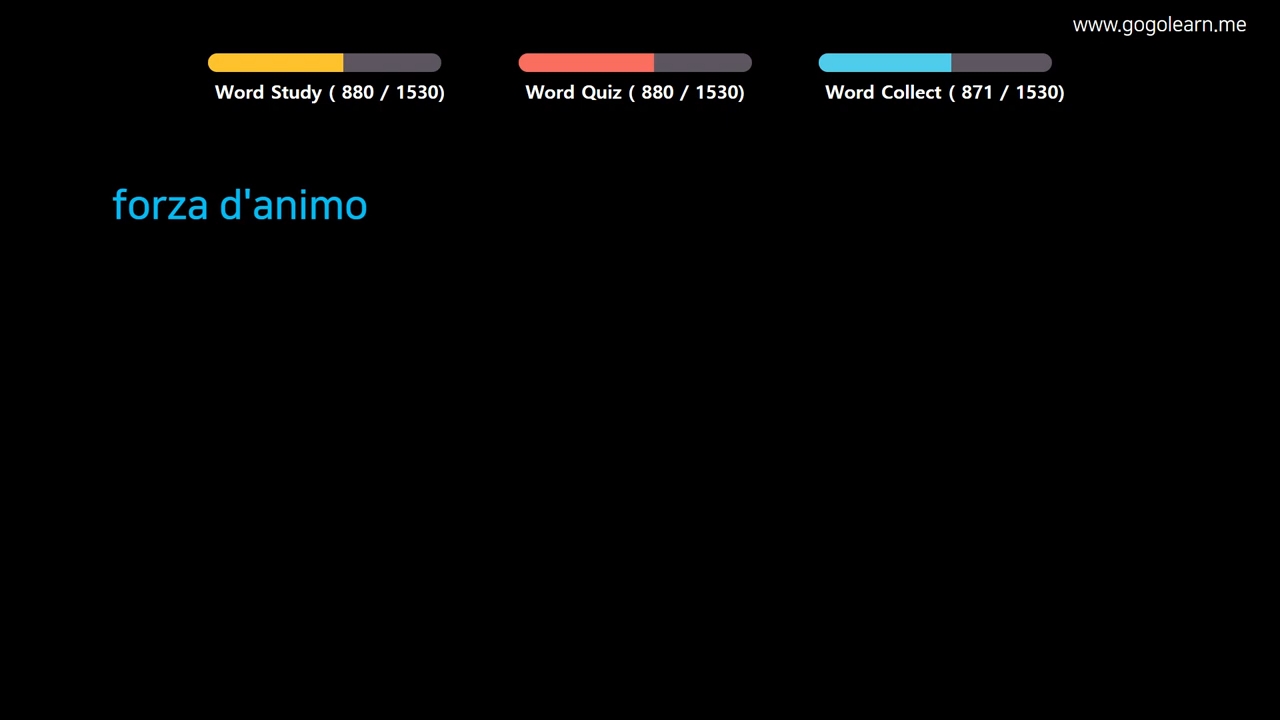 www.gogolearn.me
Word Study ( 880 / 1530)
Word Quiz ( 880 / 1530)
Word Collect ( 871 / 1530)
forza d'animo